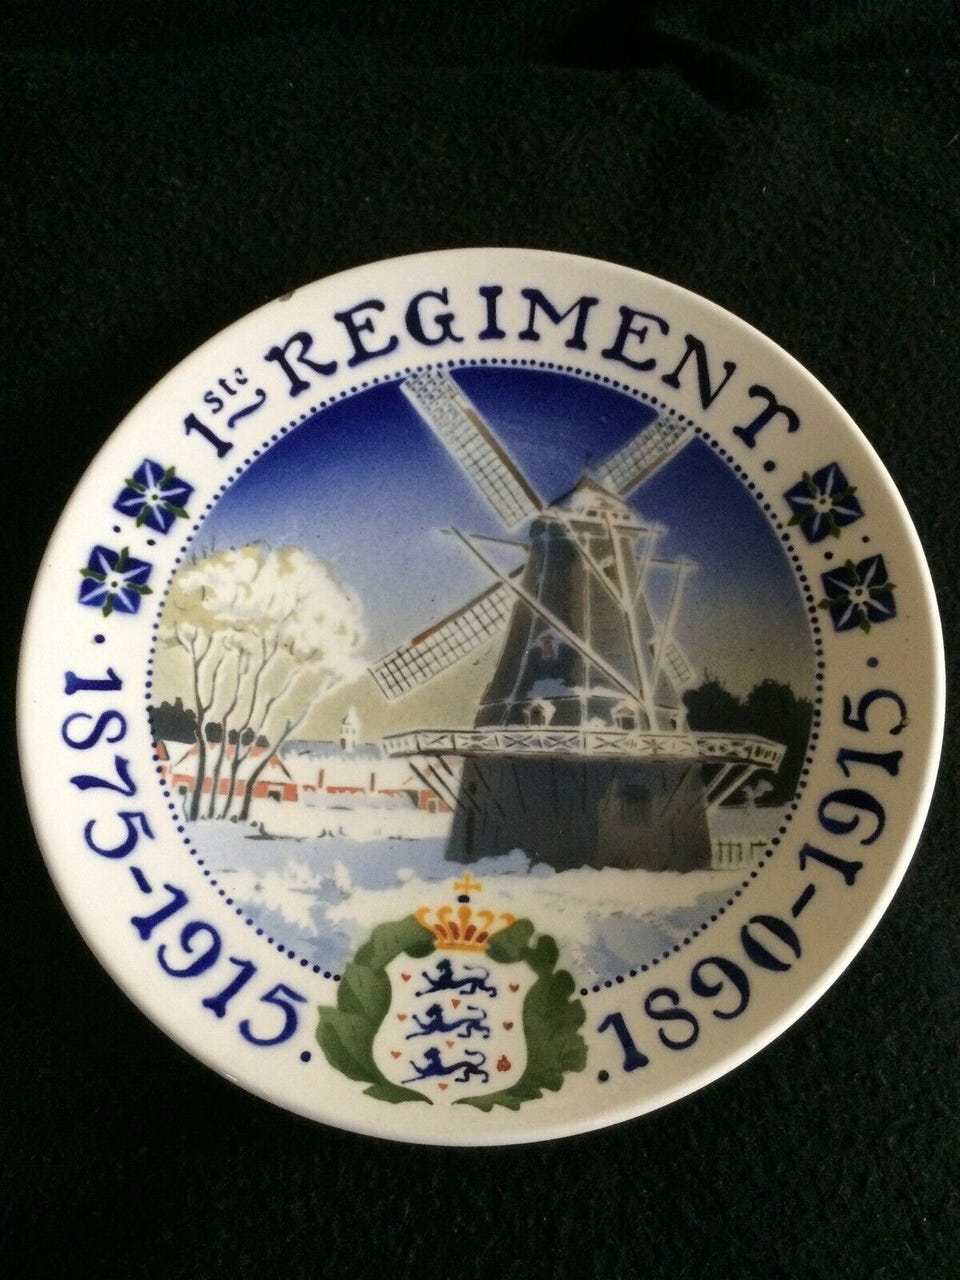 1ste REGIMENT.
· 1875-1915.
· 1890-1915 ·